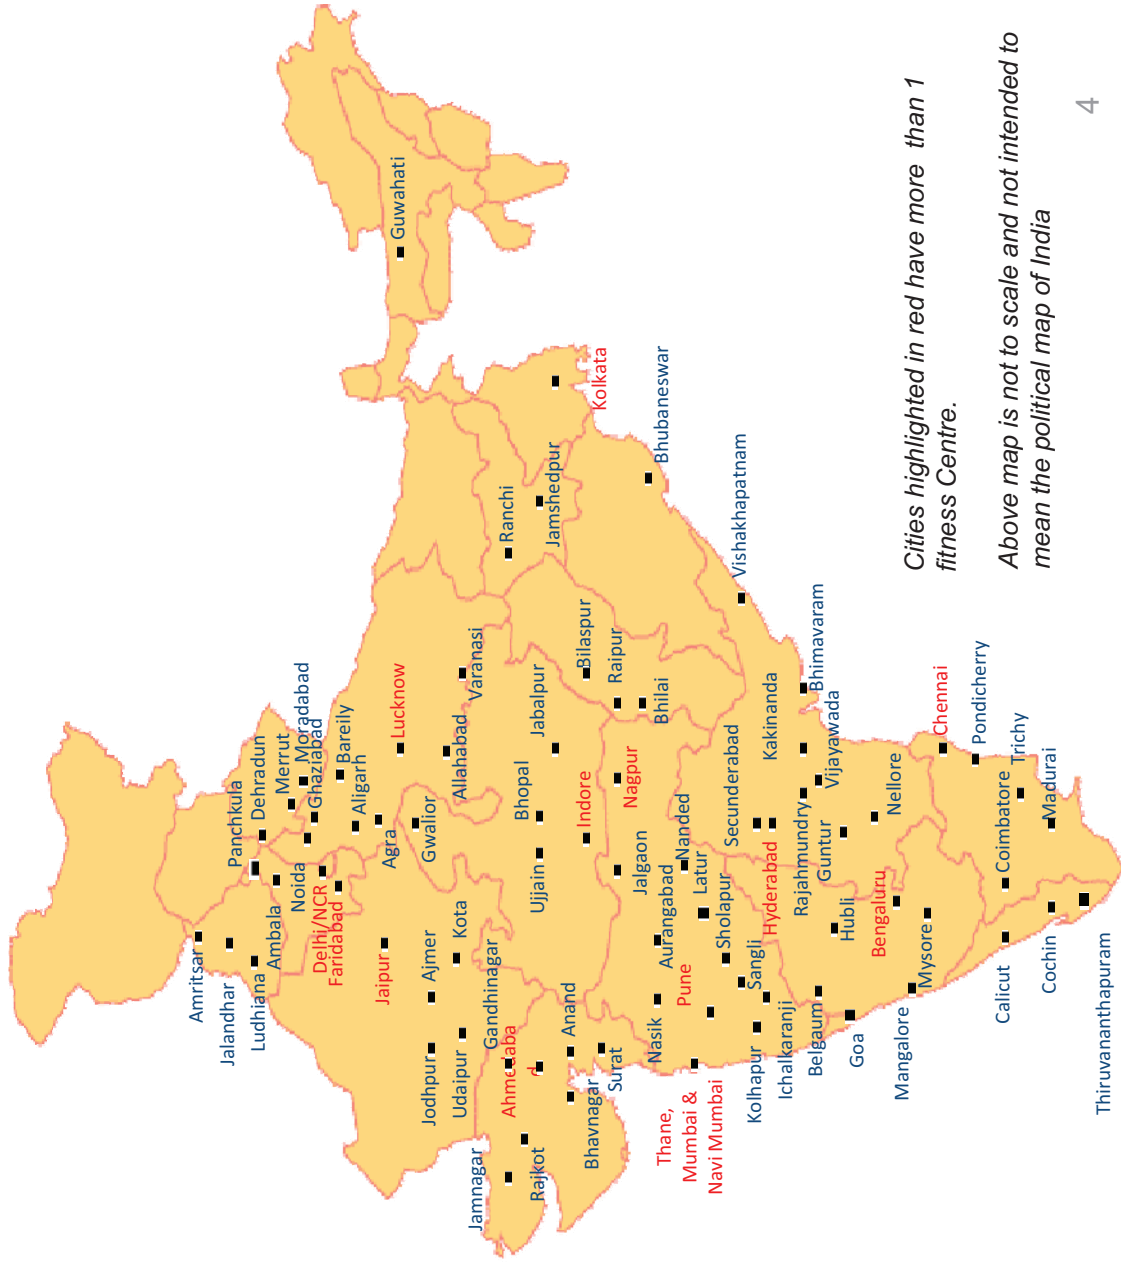 Amritsar
Jalandhar
Ludhiana
Ambala
Panchkula
Dehradun
Merrut
Moradabad
Ghaziabad
Noida
Delhi/NCR
Faridabad
Bareily
Aligarh
Agra
Lucknow
Jaipur
Gwalior
Guwahati
Ajmer
Jodhpur
Kota
Udaipur
Allahabad
Varanasi
Gandhinagar
Jamnagar
Ahmedaba
d
Rajkot
Ujjain
Bhopal
Jabalpur
Ranchi
Jamshedpur
Kolkata
Anand
Bhavnagar
Surat
Indore
Bilaspur
Raipur
Bhilai
Nagpur
Jalgaon
Bhubaneswar
Nasik
Aurangabad
Nanded
Latur
Pune
Thane,
Mumbai &
Navi Mumbai
Sholapur
Sangli
Kolhapur
Ichalkaranji
Secunderabad
Hyderabad
Kakinanda
Vishakhapatnam
Rajahmundry
Bhimavaram
Vijayawada
Guntur
Belgaum
Hubli
Goa
Nellore
Bengaluru
Mangalore
Mysore
Chennai
Pondicherry
Calicut
Coimbatore
Trichy
Cochin
Madurai
Thiruvananthapuram
Cities highlighted in red have more than 1
fitness Centre.
Above map is not to scale and not intended to
mean the political map of India
4